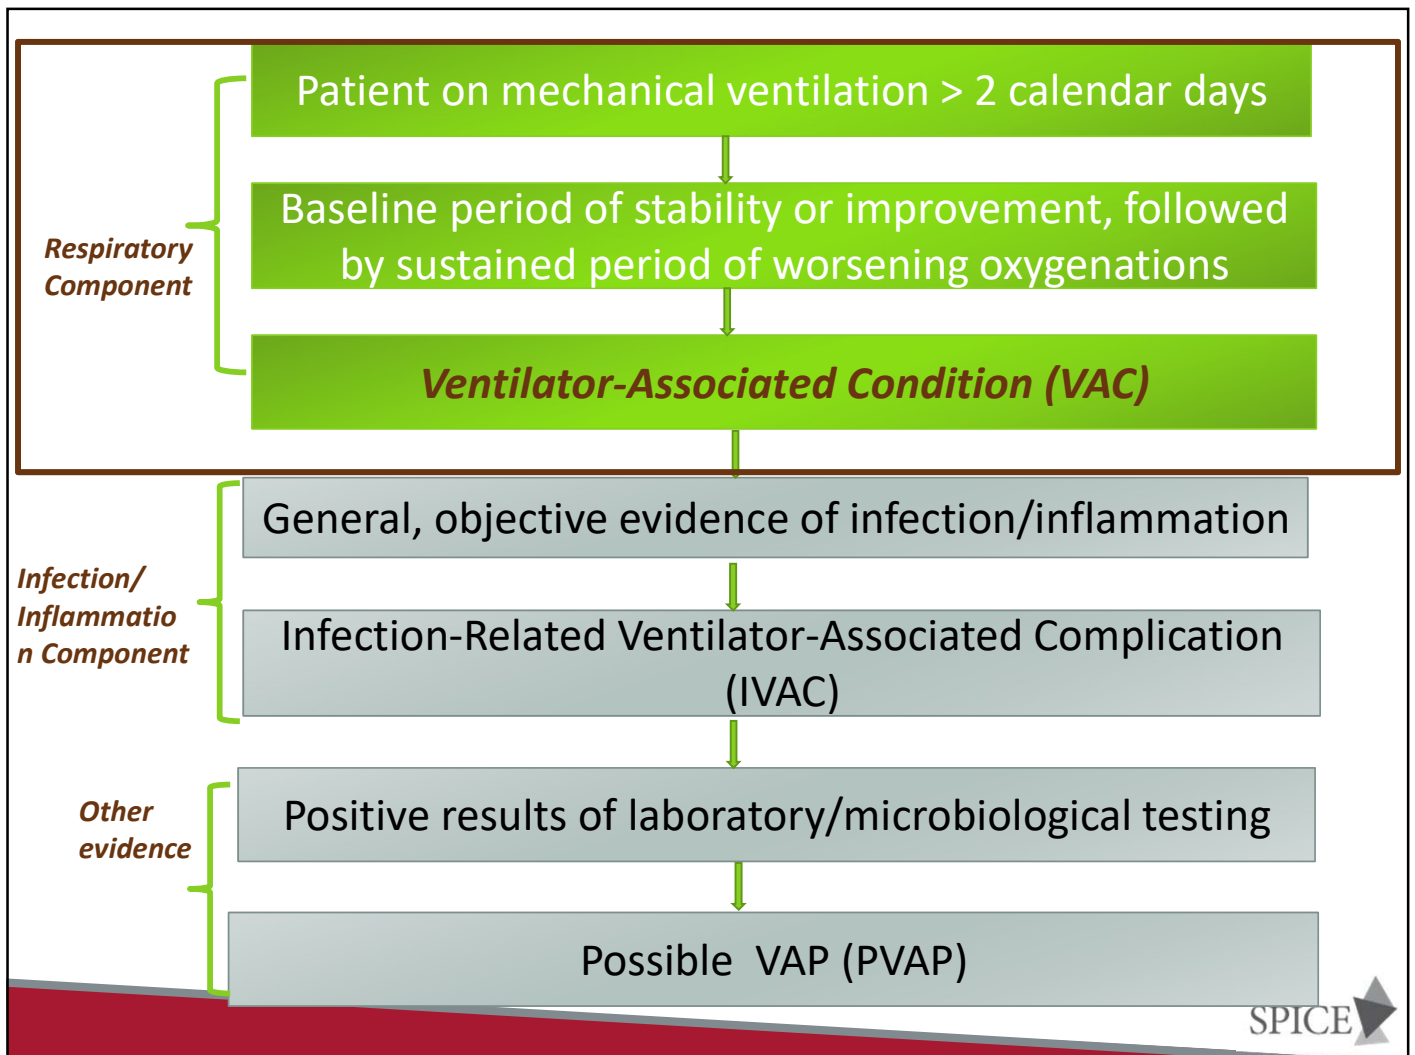 Patient on mechanical ventilation > 2 calendar days
Baseline period of stability or improvement, followed
by sustained period of worsening oxygenations
Respiratory
Component
Ventilator-Associated Condition (VAC)
General, objective evidence of infection/inflammation
Infection/
Inflammatio
n Component
Infection-Related Ventilator-Associated Complication
(IVAC)
Positive results of laboratory/microbiological testing
Other
evidence
Possible VAP (PVAP)
SPICE